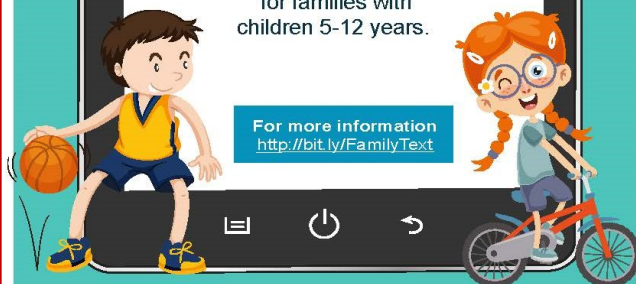 for families with
children 5-12 years.
For more information
http://bit.ly/FamilyText